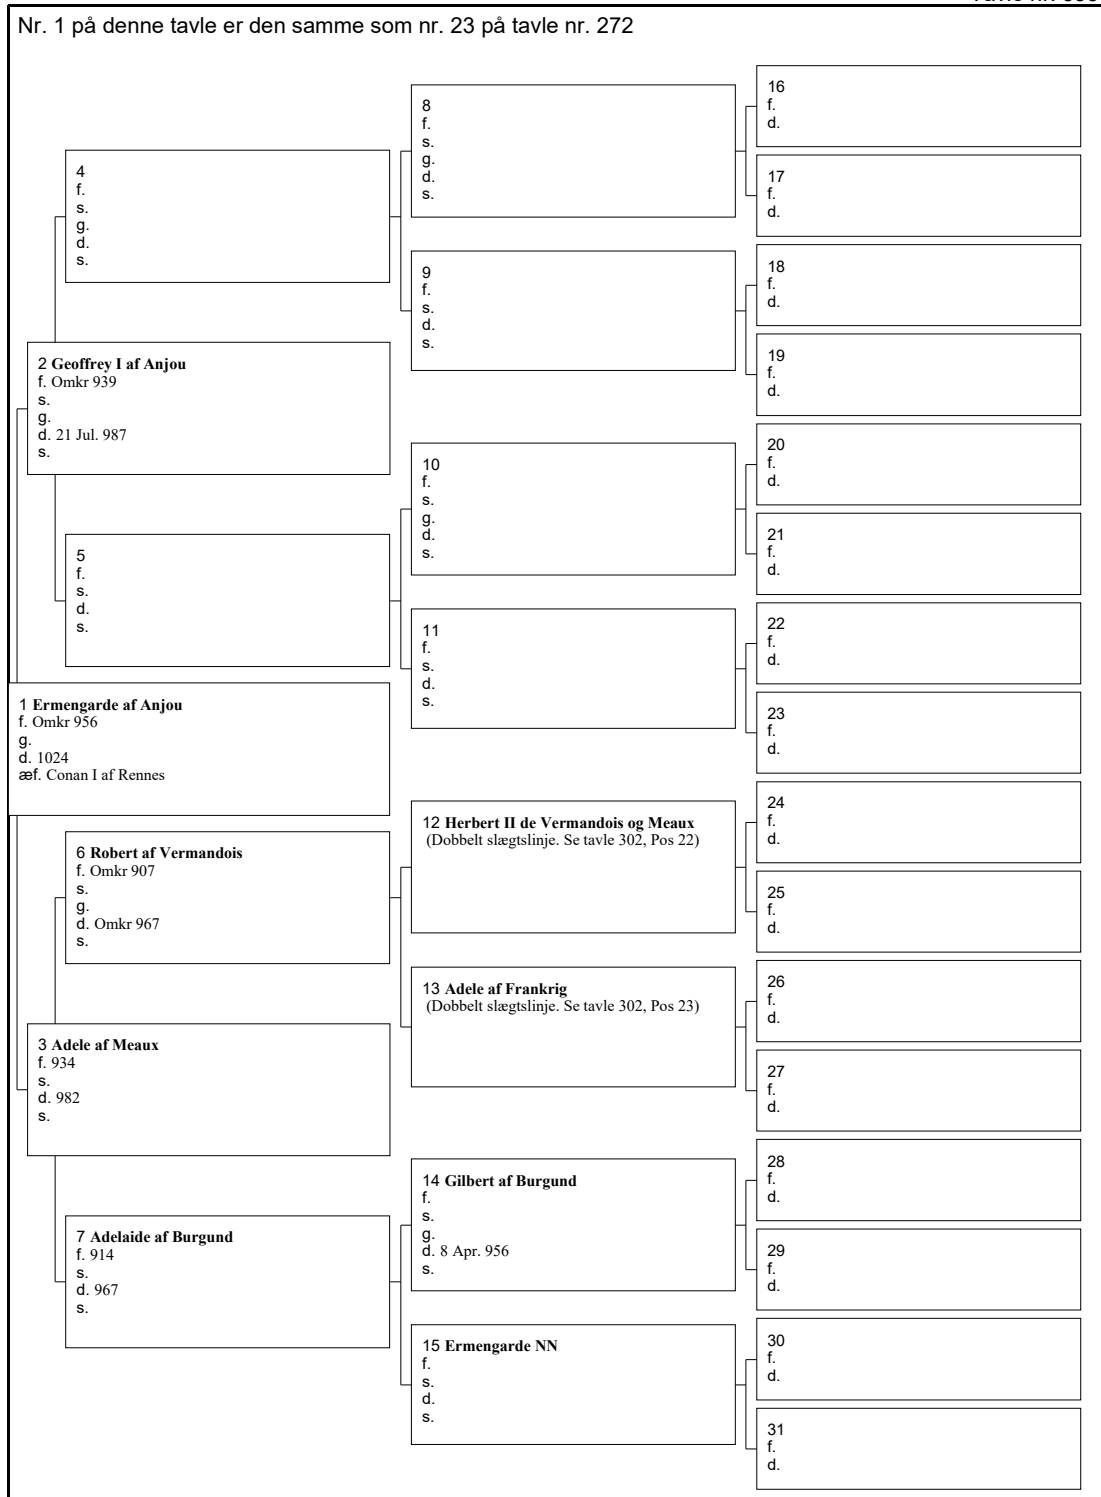 Nr. 1 på denne tavle er den samme som nr. 23 på tavle nr. 272
16
f.
d.
8
f.
s.
g.
d.
s.
17
f.
d.
4
f.
s.
g.
d.
s.
18
f.
d.
9
f.
s.
d.
s.
19
f.
d.
2 Geoffrey I af Anjou
f. Omkr 939
s.
g.
d. 21 Jul. 987
s.
20
f.
d.
10
f.
s.
g.
d.
s.
21
f.
d.
5
f.
s.
d.
s.
22
f.
d.
11
f.
s.
d.
s.
23
f.
d.
1 Ermengarde af Anjou
f. Omkr 956
g.
d. 1024
æf. Conan I af Rennes
24
f.
d.
12 Herbert II de Vermandois og Meaux
(Dobbelt slægtslinje. Se tavle 302, Pos 22)
25
f.
d.
6 Robert af Vermandois
f. Omkr 907
s.
g.
d. Omkr 967
s.
26
f.
d.
13 Adele af Frankrig
(Dobbelt slægtslinje. Se tavle 302, Pos 23)
27
f.
d.
3 Adele af Meaux
f. 934
s.
d. 982
s.
28
f.
d.
14 Gilbert af Burgund
f.
s.
g.
d. 8 Apr. 956
s.
29
f.
d.
7 Adelaide af Burgund
f. 914
s.
d. 967
s.
30
f.
d.
15 Ermengarde NN
f.
s.
d.
s.
31
f.
d.